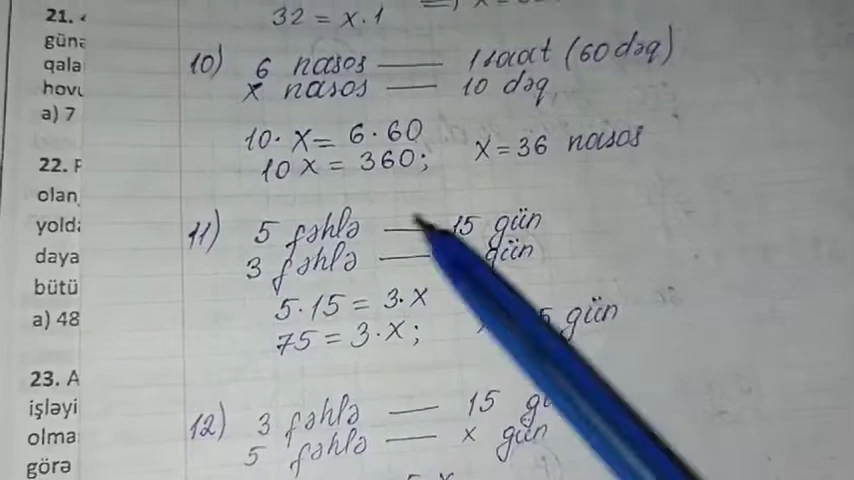 21.
günə
qala
hovu
a) 7
22. F
olan,
yold
daya
bütü
a) 48
23. A
işləyi
olma
görə
32 = x · 1
10) 6 nasos — 1 saat (60 dəq)
x nasos — 10 dəq
10 · x = 6 · 60
10x = 360; x = 36 nasos
11) 5 fəhlə — 15 gün
3 fəhlə — gün
5 · 15 = 3 · x
75 = 3 · x; gün
12) 3 fəhlə — 15
5 fəhlə — x gün